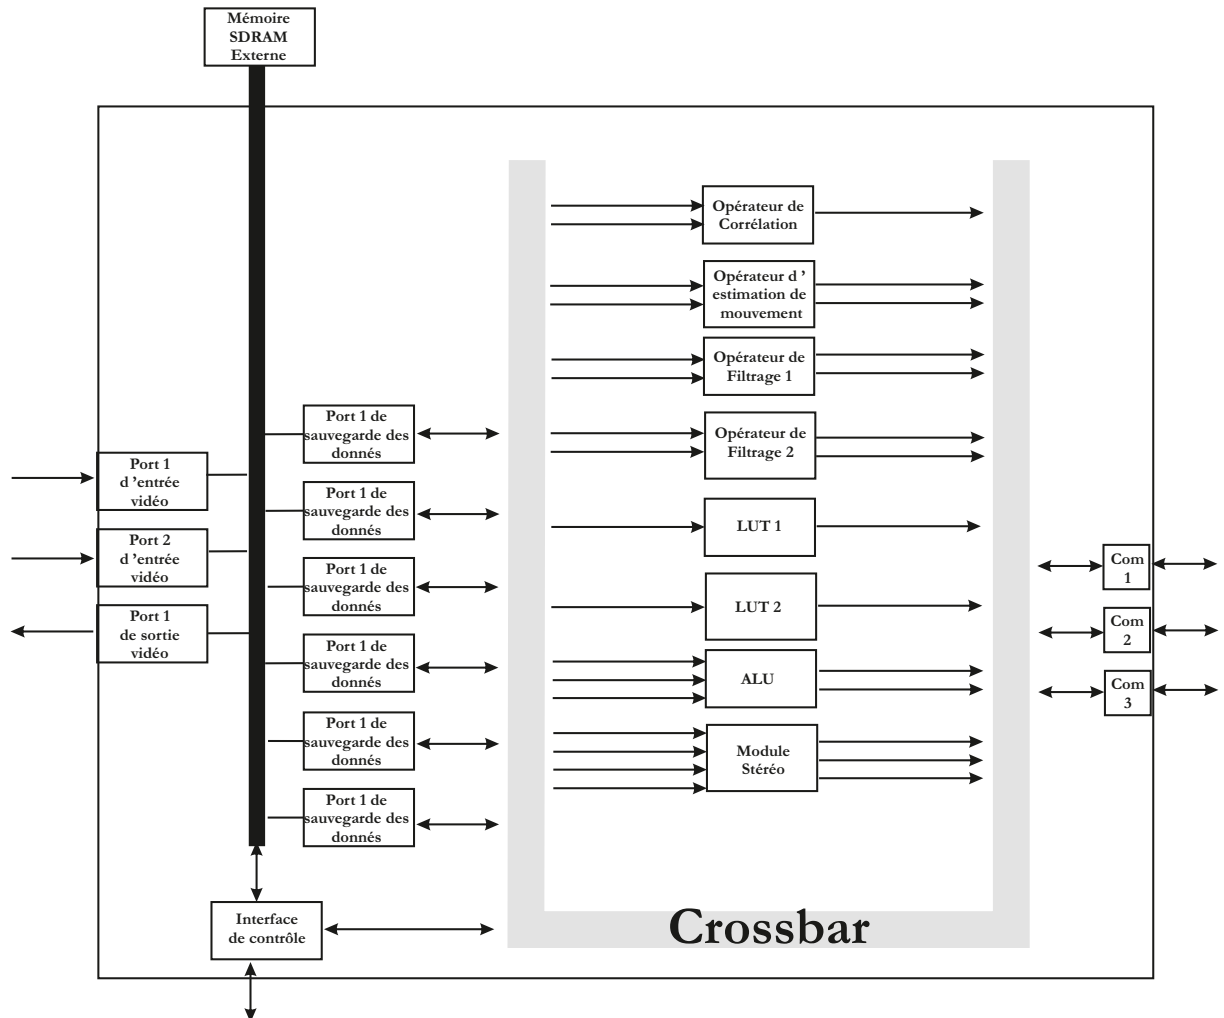 Mémoire
SDRAM
Externe
Opérateur de
Corrélation
Opérateur d ’
estimation de
mouvement
Opérateur de
Filtrage 1
Opérateur de
Filtrage 2
LUT 1
LUT 2
ALU
Module
Stéréo
Port 1 de
sauvegarde des
donnés
Port 1 de
sauvegarde des
donnés
Port 1 de
sauvegarde des
donnés
Port 1 de
sauvegarde des
donnés
Port 1 de
sauvegarde des
donnés
Port 1 de
sauvegarde des
donnés
Port 1
d ’entrée
vidéo
Port 2
d ’entrée
vidéo
Port 1
de sortie
vidéo
Com
1
Com
2
Com
3
Interface
de contrôle
Crossbar